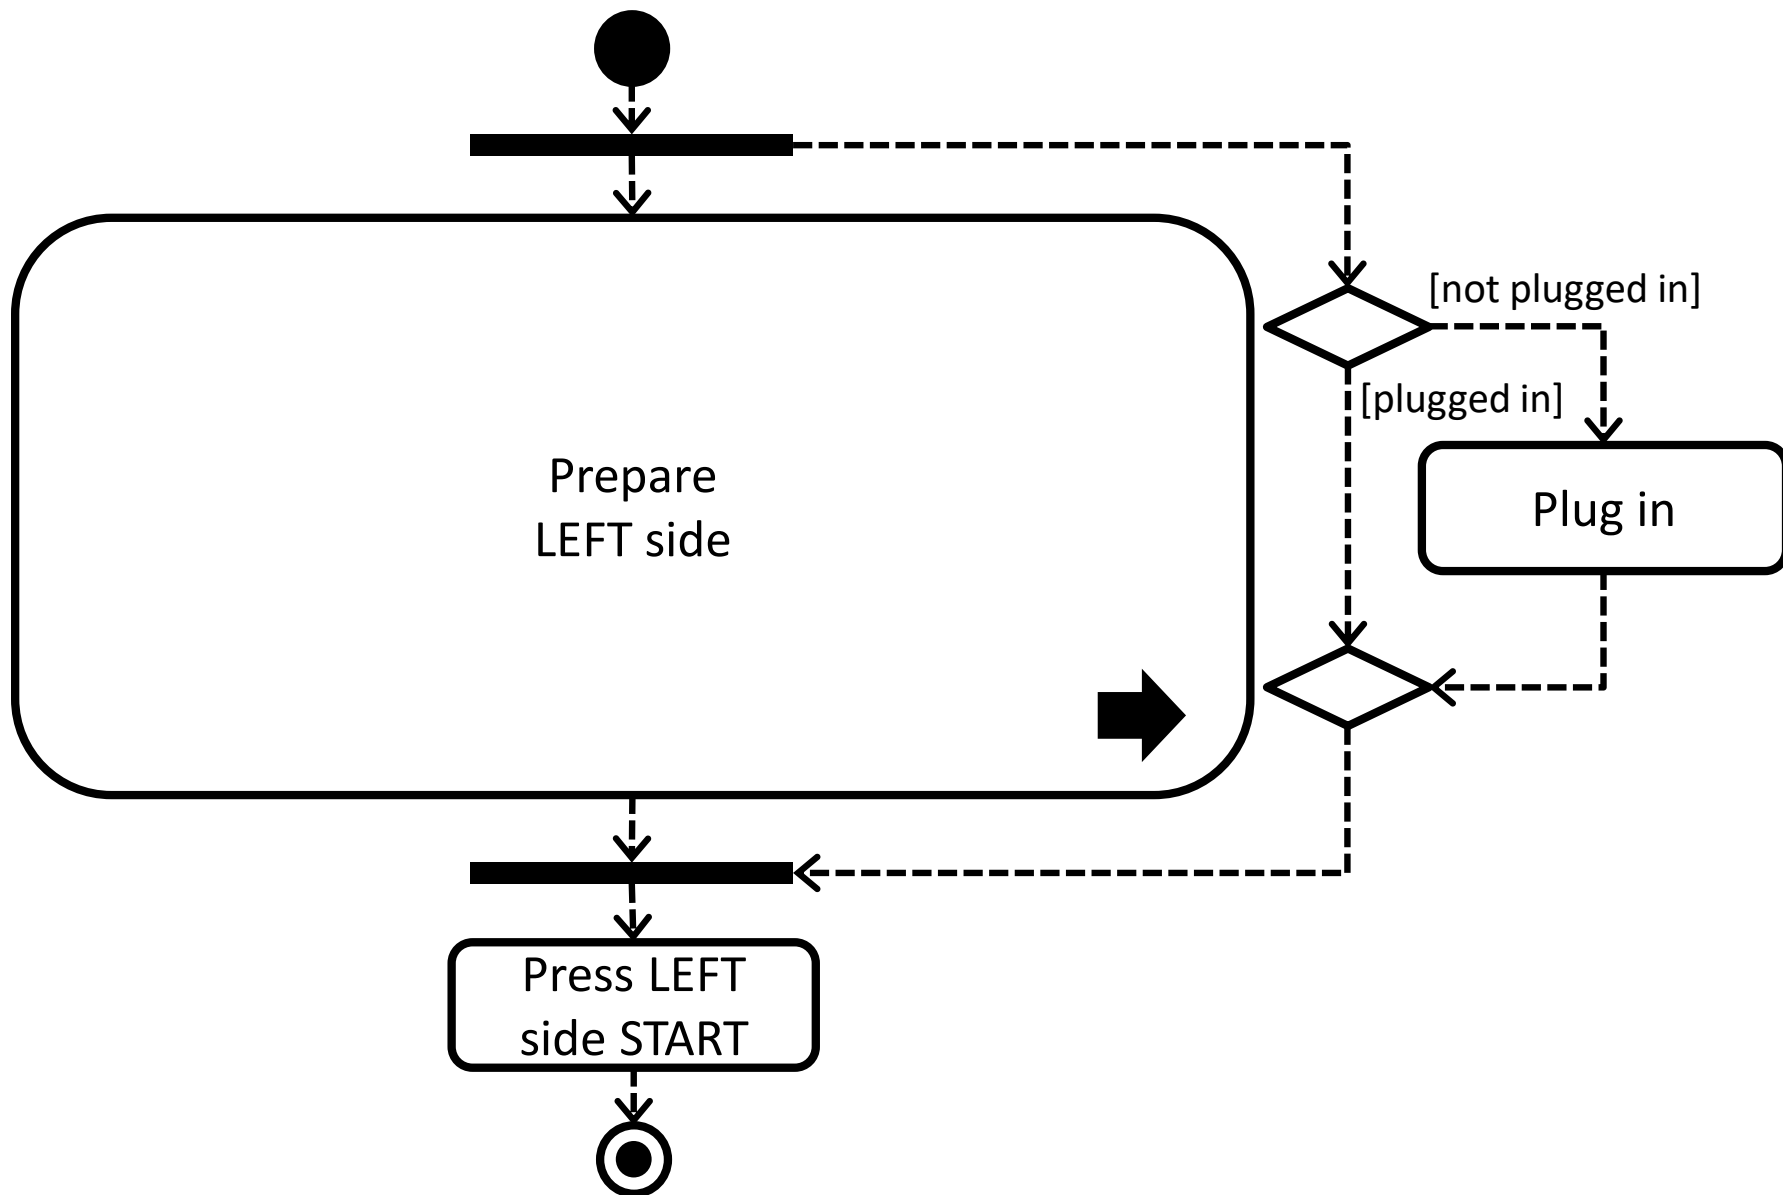 [not plugged in]
[plugged in]
Prepare
LEFT side
Plug in
Press LEFT
side START